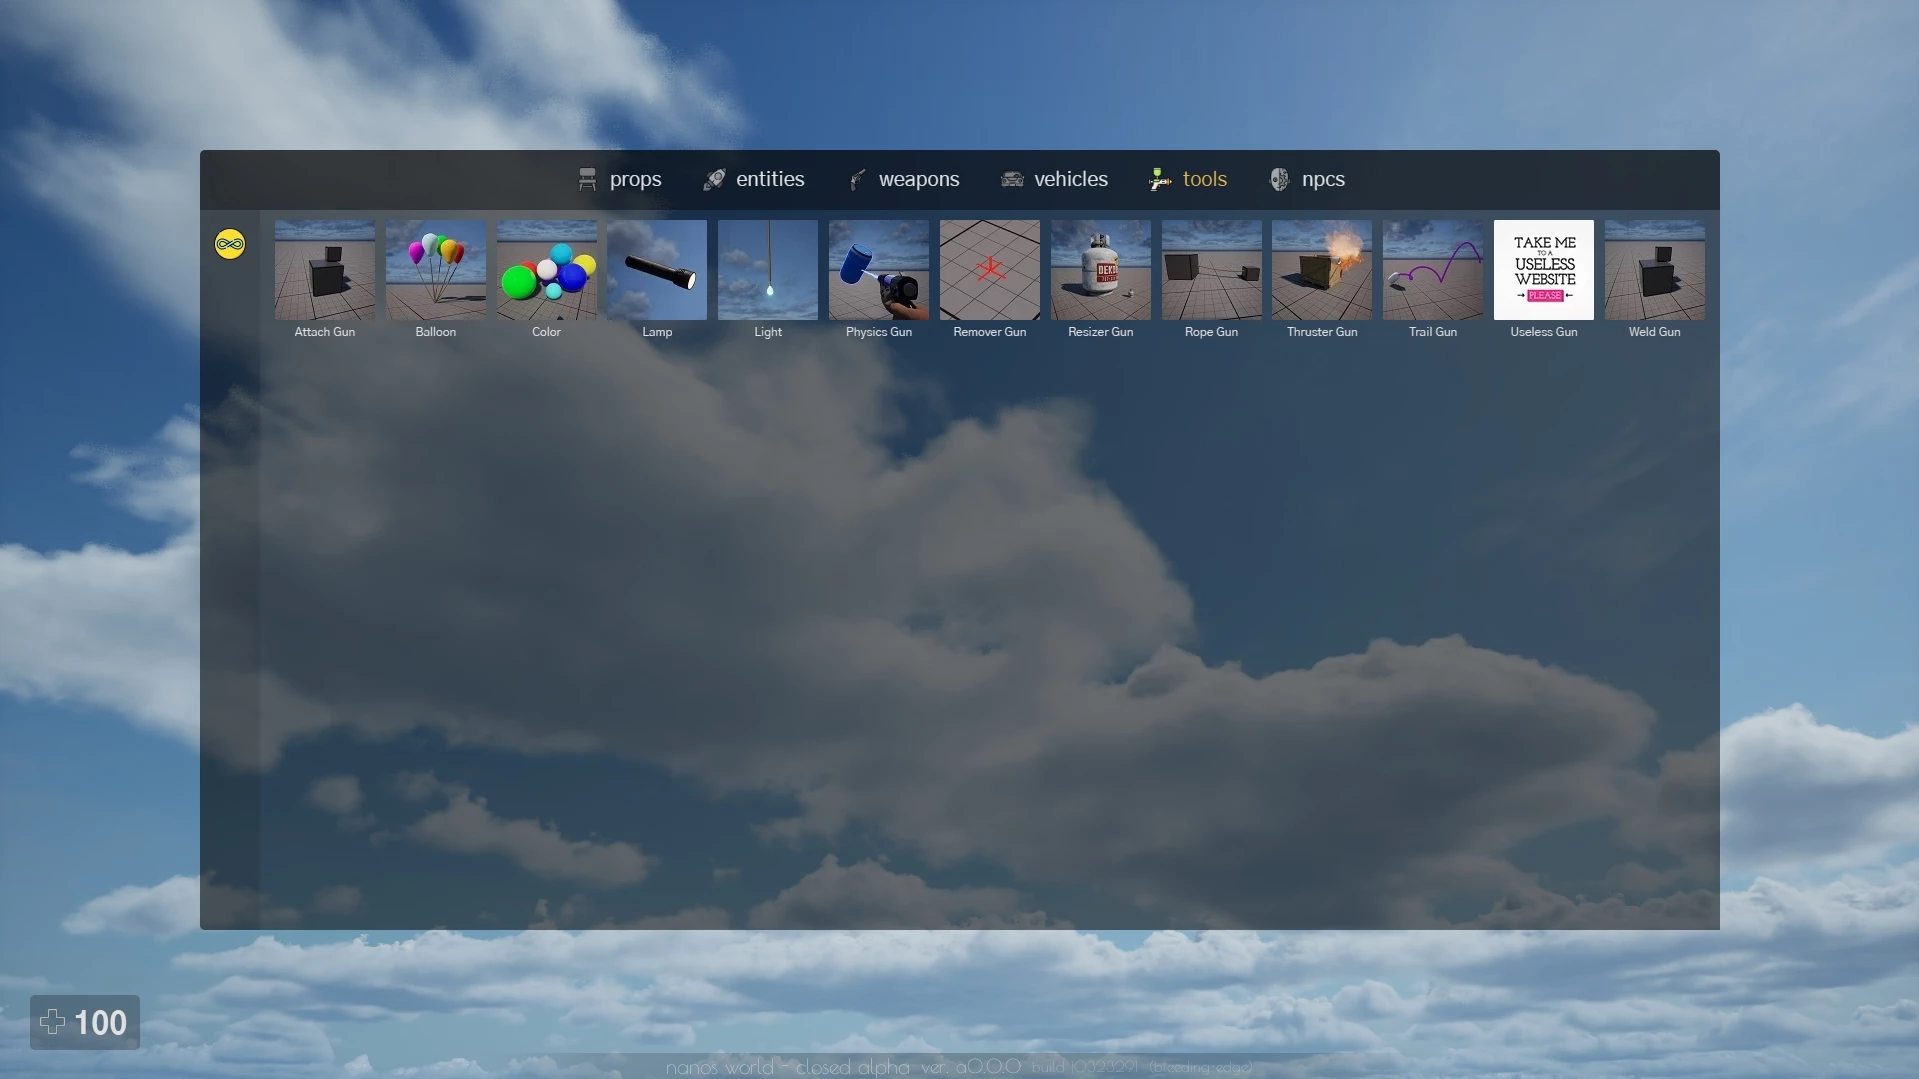 props entities weapons vehicles tools npcs
TAKE ME
TO A
USELESS
WEBSITE
PLEASE
Attach Gun Balloon Color Lamp Light Physics Gun Remover Gun Resizer Gun Rope Gun Thruster Gun Trail Gun Useless Gun Weld Gun
100
nanos world - closed alpha ver. a0.0.0 build 10323291 (bleeding-edge)